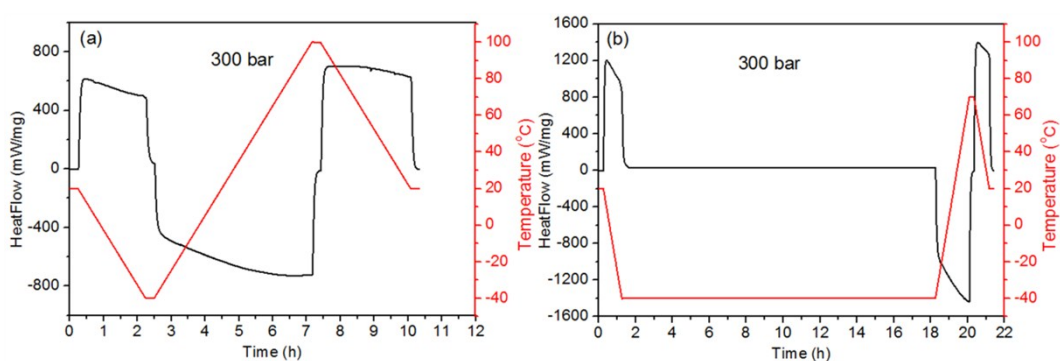 (a)
300 bar
HeatFlow (mW/mg)
800
400
0
-400
-800
Temperature (°C)
100
80
60
40
20
0
-20
-40
0 1 2 3 4 5 6 7 8 9 10 11 12
Time (h)
(b)
300 bar
HeatFlow (mW/mg)
1600
1200
800
400
0
-400
-800
-1200
-1600
Temperature (°C)
100
80
60
40
20
0
-20
-40
0 2 4 6 8 10 12 14 16 18 20 22
Time (h)